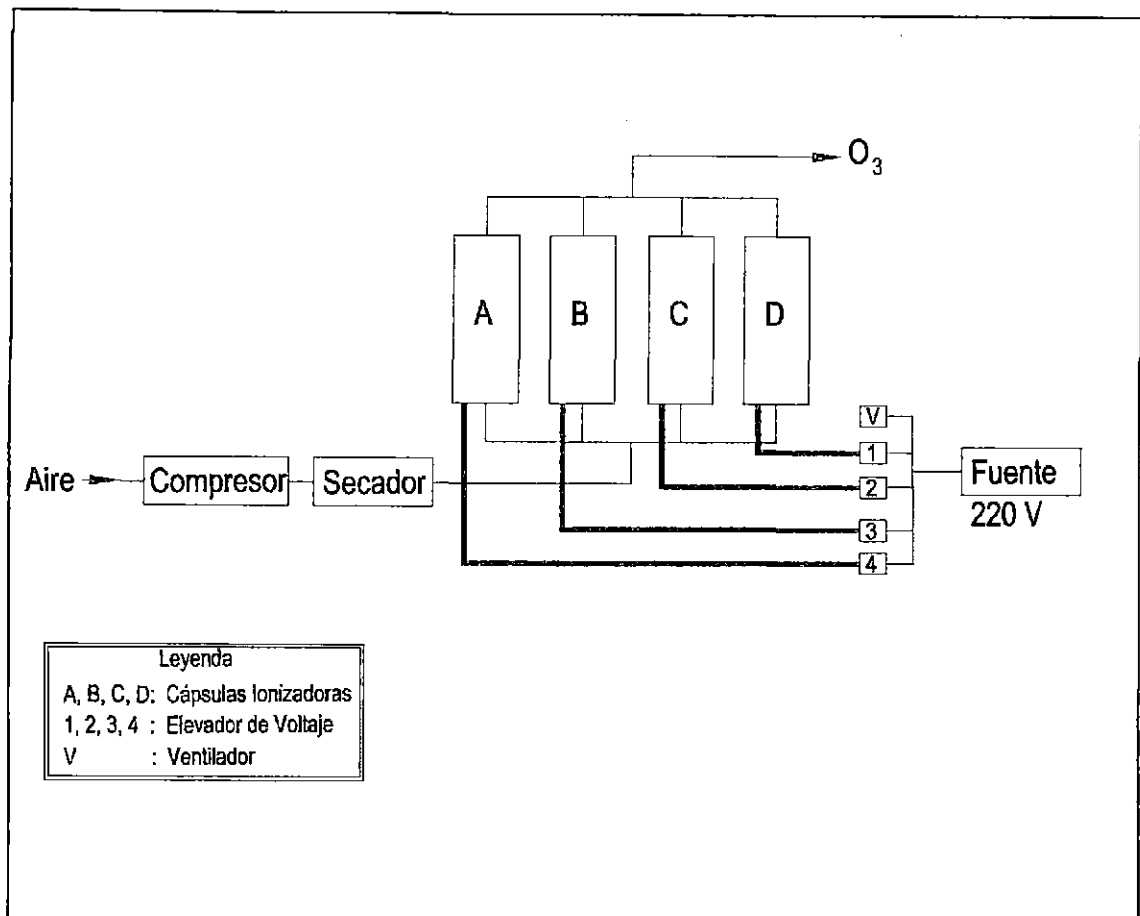 O3
A B C D
V
1
Aire Compresor Secador Fuente
2 220 V
3
4
Leyenda
A, B, C, D: Cápsulas Ionizadoras
1, 2, 3, 4 : Elevador de Voltaje
V : Ventilador